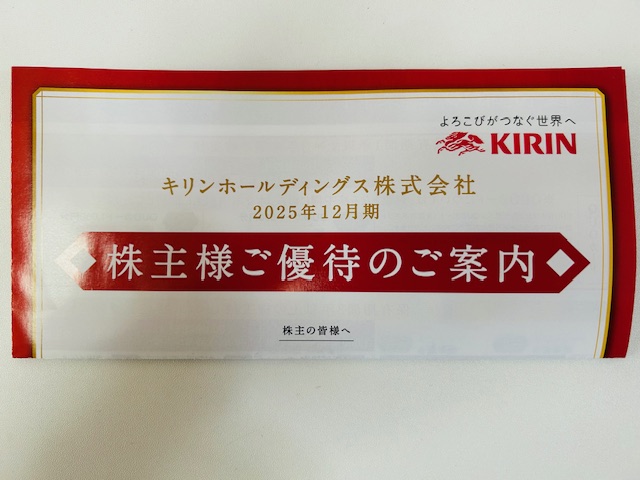 よろこびがつなぐ世界へ
KIRIN
キリンホールディングス株式会社
2025年12月期
株主様ご優待のご案内
株主の皆様へ